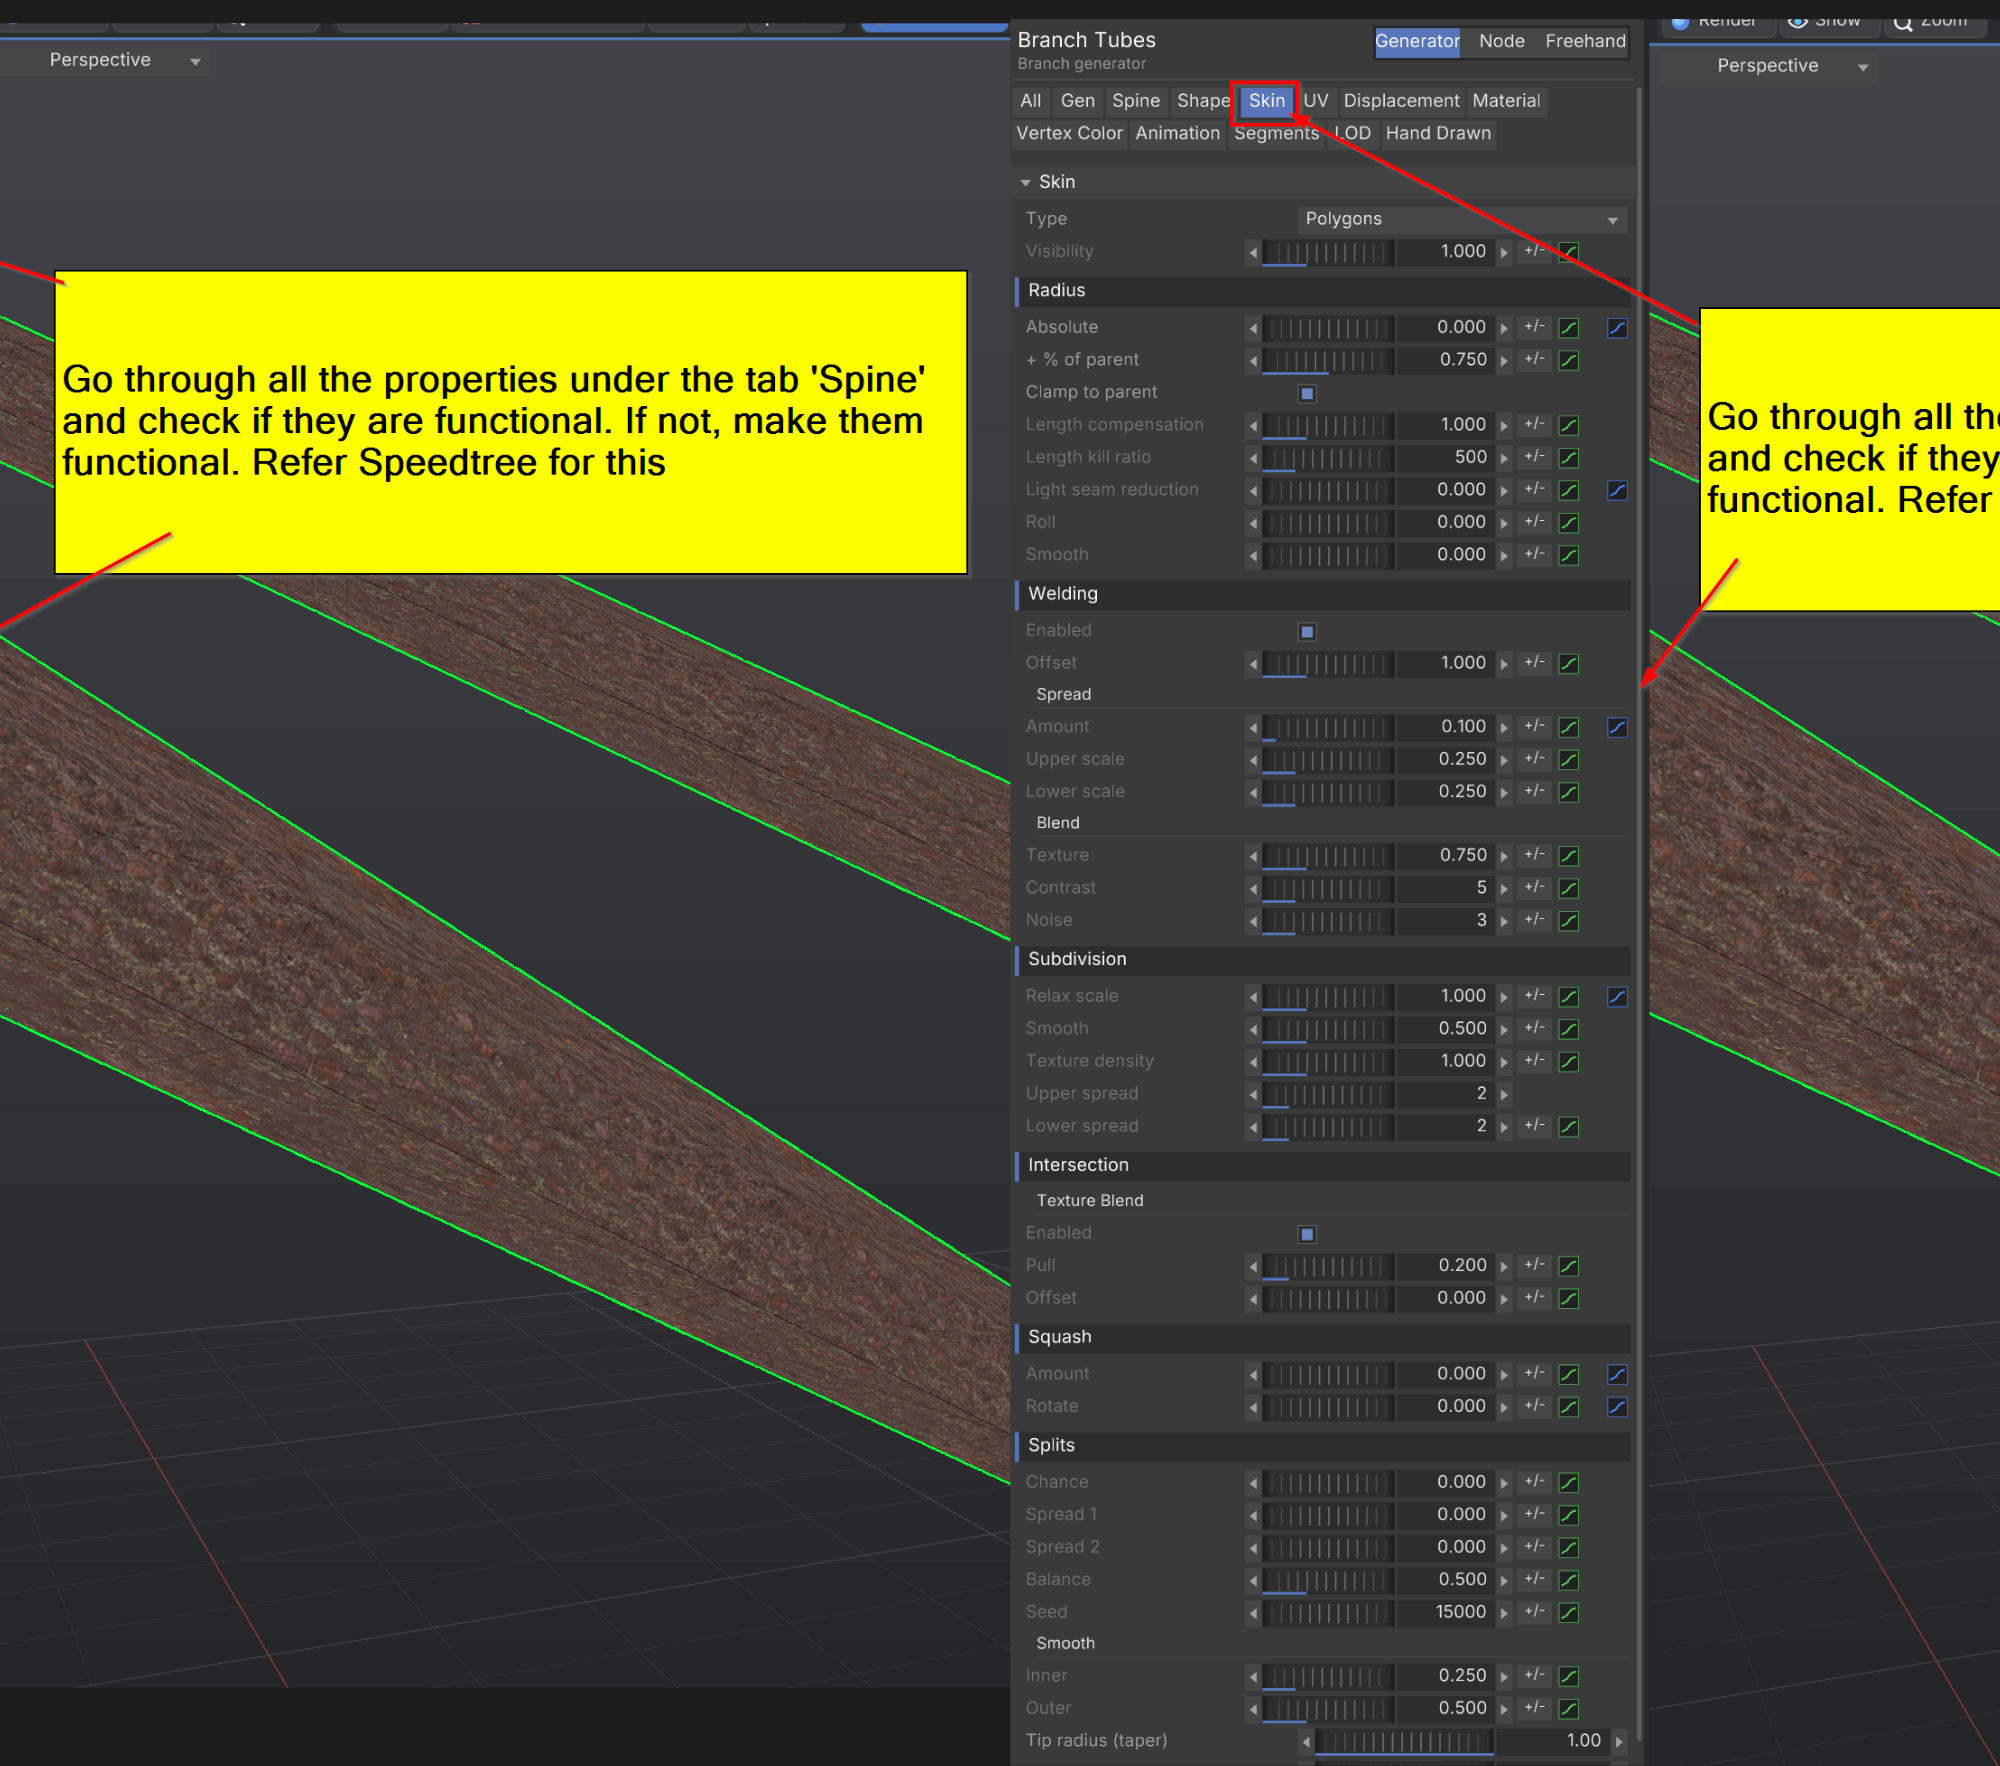 Render Show Zoom
Perspective
Go through all the properties under the tab 'Spine'
and check if they are functional. If not, make them
functional. Refer Speedtree for this
Branch Tubes
Branch generator
Generator Node Freehand
All Gen Spine Shape Skin UV Displacement Material
Vertex Color Animation Segments LOD Hand Drawn
Skin
Type Polygons
Visibility 1.000 +/-
Radius
Absolute 0.000 +/-
+ % of parent 0.750 +/-
Clamp to parent
Length compensation 1.000 +/-
Length kill ratio 500 +/-
Light seam reduction 0.000 +/-
Roll 0.000 +/-
Smooth 0.000 +/-
Welding
Enabled
Offset 1.000 +/-
Spread
Amount 0.100 +/-
Upper scale 0.250 +/-
Lower scale 0.250 +/-
Blend
Texture 0.750 +/-
Contrast 5 +/-
Noise 3 +/-
Subdivision
Relax scale 1.000 +/-
Smooth 0.500 +/-
Texture density 1.000 +/-
Upper spread 2
Lower spread 2 +/-
Intersection
Texture Blend
Enabled
Pull 0.200 +/-
Offset 0.000 +/-
Squash
Amount 0.000 +/-
Rotate 0.000 +/-
Splits
Chance 0.000 +/-
Spread 1 0.000 +/-
Spread 2 0.000 +/-
Balance 0.500 +/-
Seed 15000 +/-
Smooth
Inner 0.250 +/-
Outer 0.500 +/-
Tip radius (taper) 1.00
Perspective
Go through all the
and check if they
functional. Refer